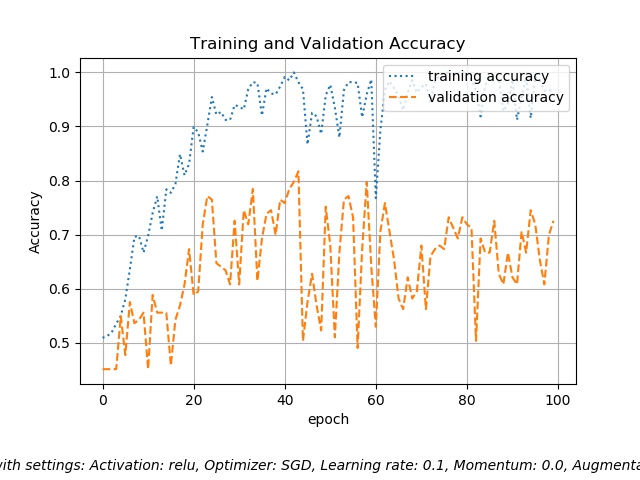 Training and Validation Accuracy
training accuracy
validation accuracy
1.0
0.9
0.8
0.7
0.6
0.5
Accuracy
0 20 40 60 80 100
epoch
settings: Activation: relu, Optimizer: SGD, Learning rate: 0.1, Momentum: 0.0,